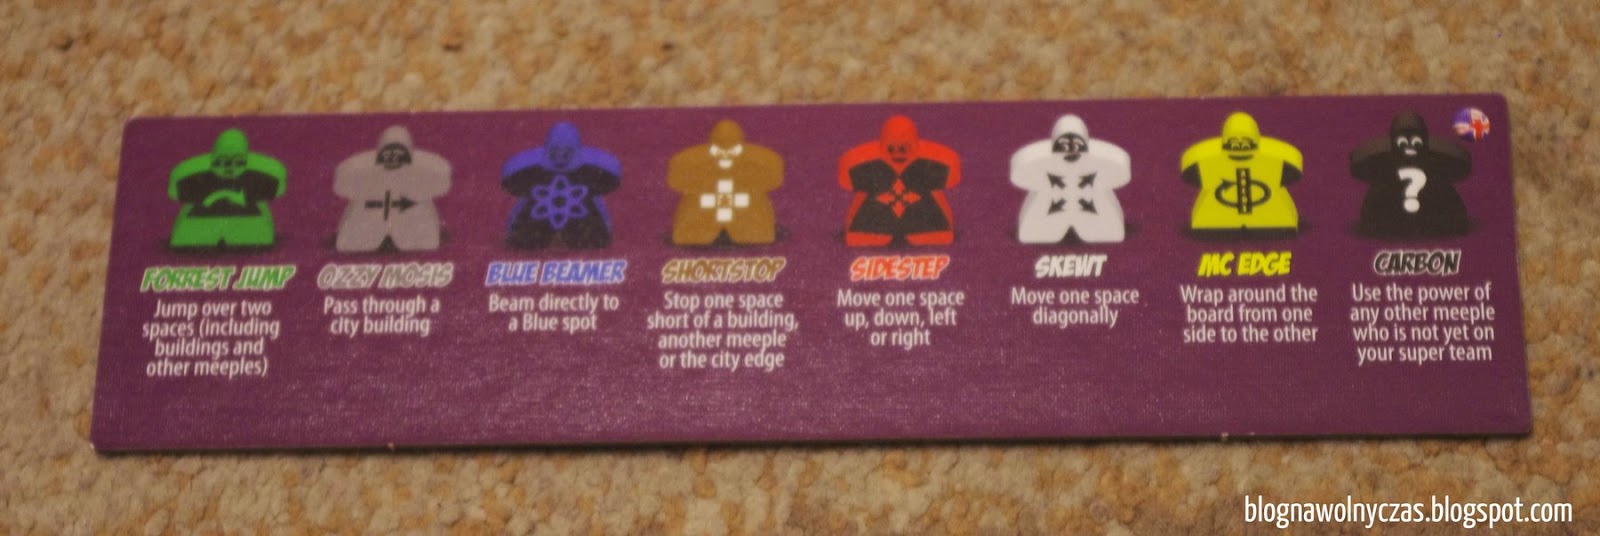 FORREST JUMP
Jump over two
spaces (including
buildings and
other meeples)
OZZY MOSIS
Pass through a
city building
BLUE BEAMER
Beam directly to
a Blue spot
SHORTSTOP
Stop one space
short of a building,
another meeple
or the city edge
SIDESTEP
Move one space
up, down, left
or right
SKEWT
Move one space
diagonally
MC EDGE
Wrap around the
board from one
side to the other
?
CARBON
Use the power of
any other meeple
who is not yet on
your super team
blognawolnyczas.blogspot.com